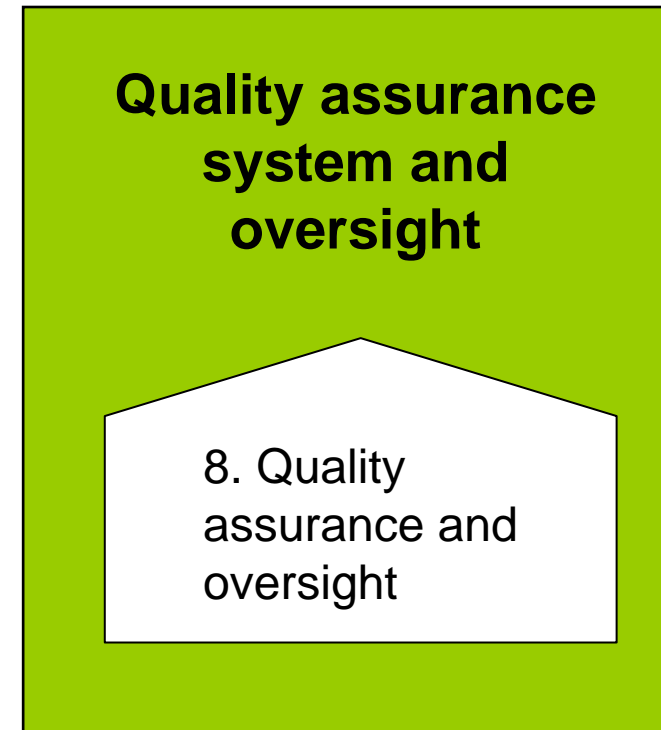 Quality assurance
system and
oversight
8. Quality
assurance and
oversight